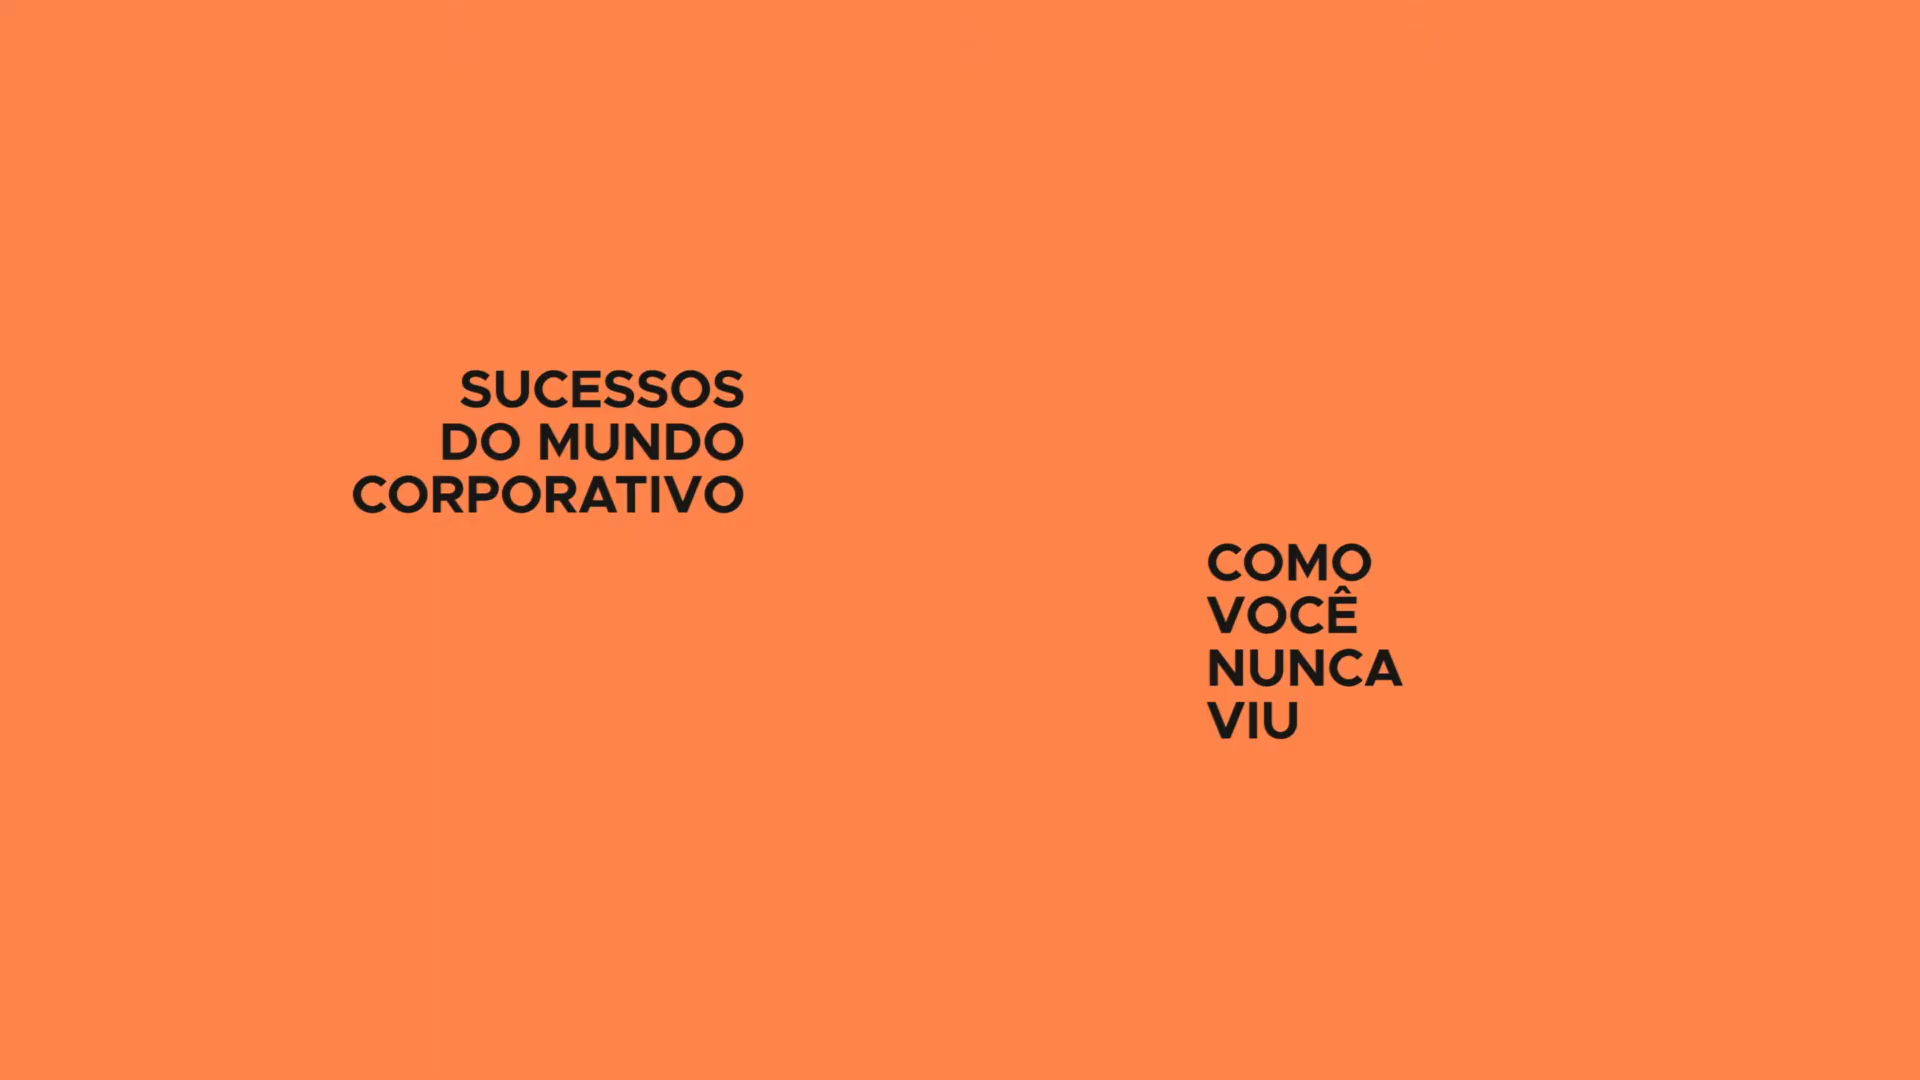 SUCESSOS
DO MUNDO
CORPORATIVO
COMO
VOCÊ
NUNCA
VIU